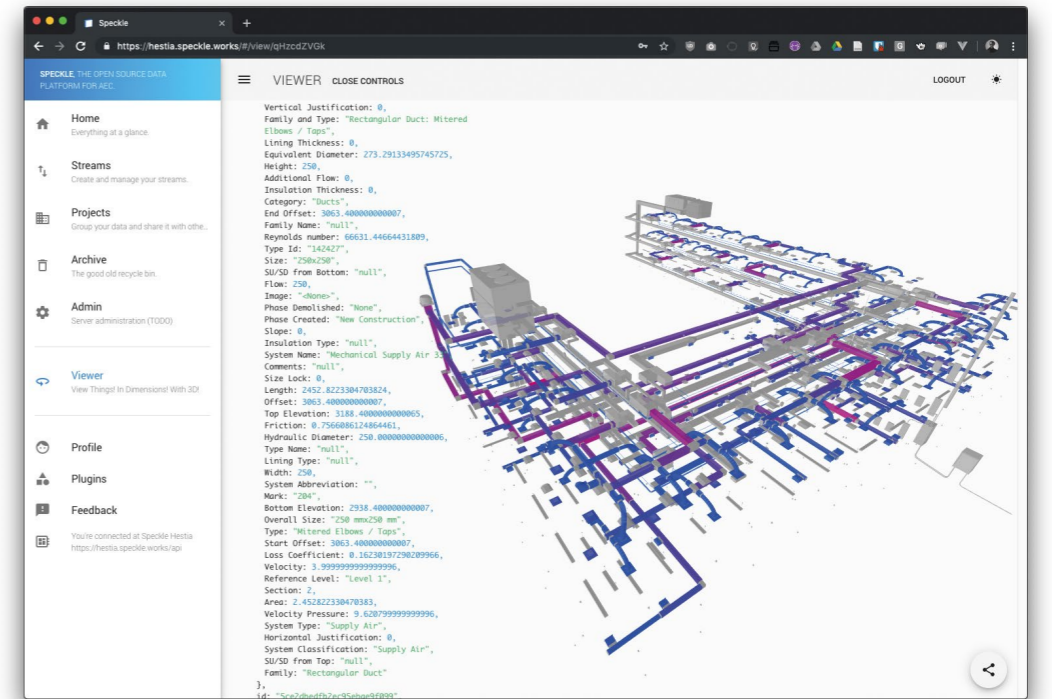 Speckle
https://hestia.speckle.works/#/view/qHzcdZVGk
SPECKLE, THE OPEN SOURCE DATA
PLATFORM FOR AEC.
VIEWER CLOSE CONTROLS
LOGOUT
Home
Everything at a glance.
Streams
Create and manage your streams.
Projects
Group your data and share it with othe...
Archive
The good old recycle bin.
Admin
Server administration (TODO)
Viewer
View Things! In Dimensions! With 3D!
Profile
Plugins
Feedback
You're connected at Speckle Hestia
https://hestia.speckle.works/api
Vertical Justification: 0,
Family and Type: "Rectangular Duct: Mitered
Elbows / Taps",
Lining Thickness: 0,
Equivalent Diameter: 273.29133495745725,
Height: 250,
Additional Flow: 0,
Insulation Thickness: 0,
Category: "Ducts",
End Offset: 3063.400000000007,
Family Name: "null",
Reynolds number: 66631.44664431809,
Type Id: "142427",
Size: "250x250",
SU/SD from Bottom: "null",
Flow: 250,
Image: "<None>",
Phase Demolished: "None",
Phase Created: "New Construction",
Slope: 0,
Insulation Type: "null",
System Name: "Mechanical Supply Air
Comments: "null",
Size Lock: 0,
Length: 2452.8223304703824,
Offset: 3063.400000000007,
Top Elevation: 3188.4000000000065,
Friction: 0.7566086124864461,
Hydraulic Diameter: 250.00000000000006,
Type Name: "null",
Lining Type: "null",
Width: 250,
System Abbreviation: "",
Mark: "204",
Bottom Elevation: 2938.400000000007,
Overall Size: "250 mmx250 mm",
Type: "Mitered Elbows / Taps",
Start Offset: 3063.400000000007,
Loss Coefficient: 0.16230197290209966,
Velocity: 3.9999999999999996,
Reference Level: "Level 1",
Section: 2,
Area: 2.452822330470383,
Velocity Pressure: 9.620799999999996,
System Type: "Supply Air",
Horizontal Justification: 0,
System Classification: "Supply Air",
SU/SD from Top: "null",
Family: "Rectangular Duct"
},
id: